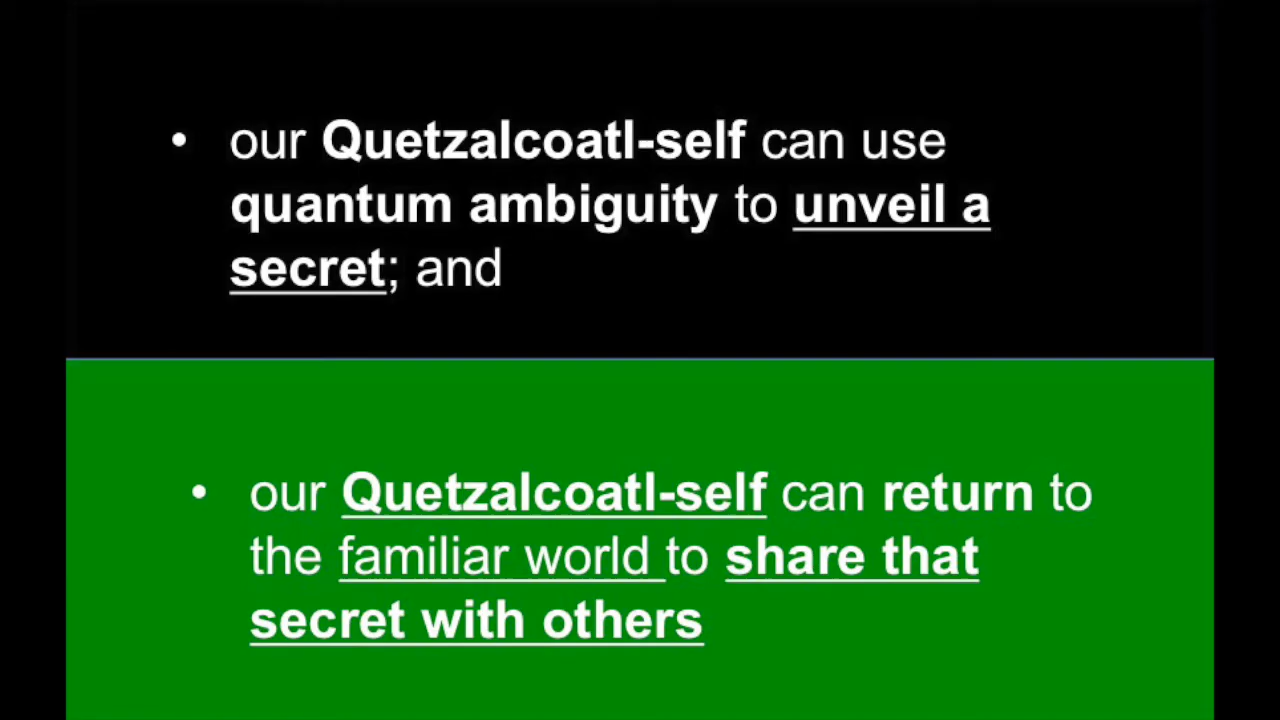 • our Quetzalcoatl-self can use
quantum ambiguity to unveil a
secret; and
• our Quetzalcoatl-self can return to
the familiar world to share that
secret with others